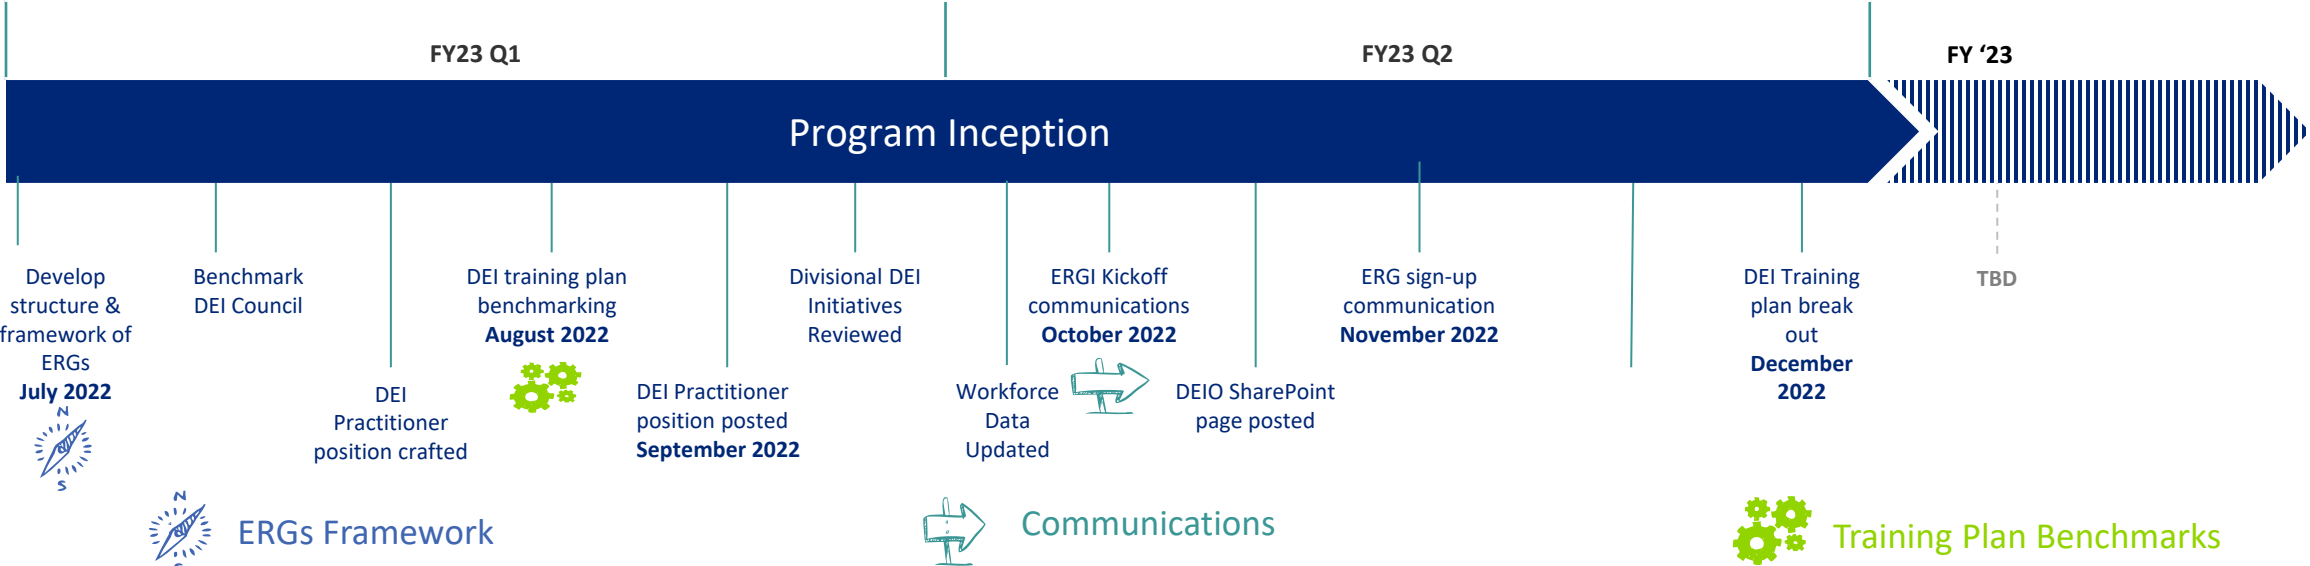 FY23 Q1
FY23 Q2
FY ‘23
Program Inception
Develop
structure &
framework of
ERGs
July 2022
Benchmark
DEI Council
DEI
Practitioner
position crafted
DEI training plan
benchmarking
August 2022
DEI Practitioner
position posted
September 2022
Divisional DEI
Initiatives
Reviewed
Workforce
Data
Updated
ERGI Kickoff
communications
October 2022
DEIO SharePoint
page posted
ERG sign-up
communication
November 2022
DEI Training
plan break
out
December
2022
TBD
N
S
N
S
ERGs Framework
Communications
Training Plan Benchmarks